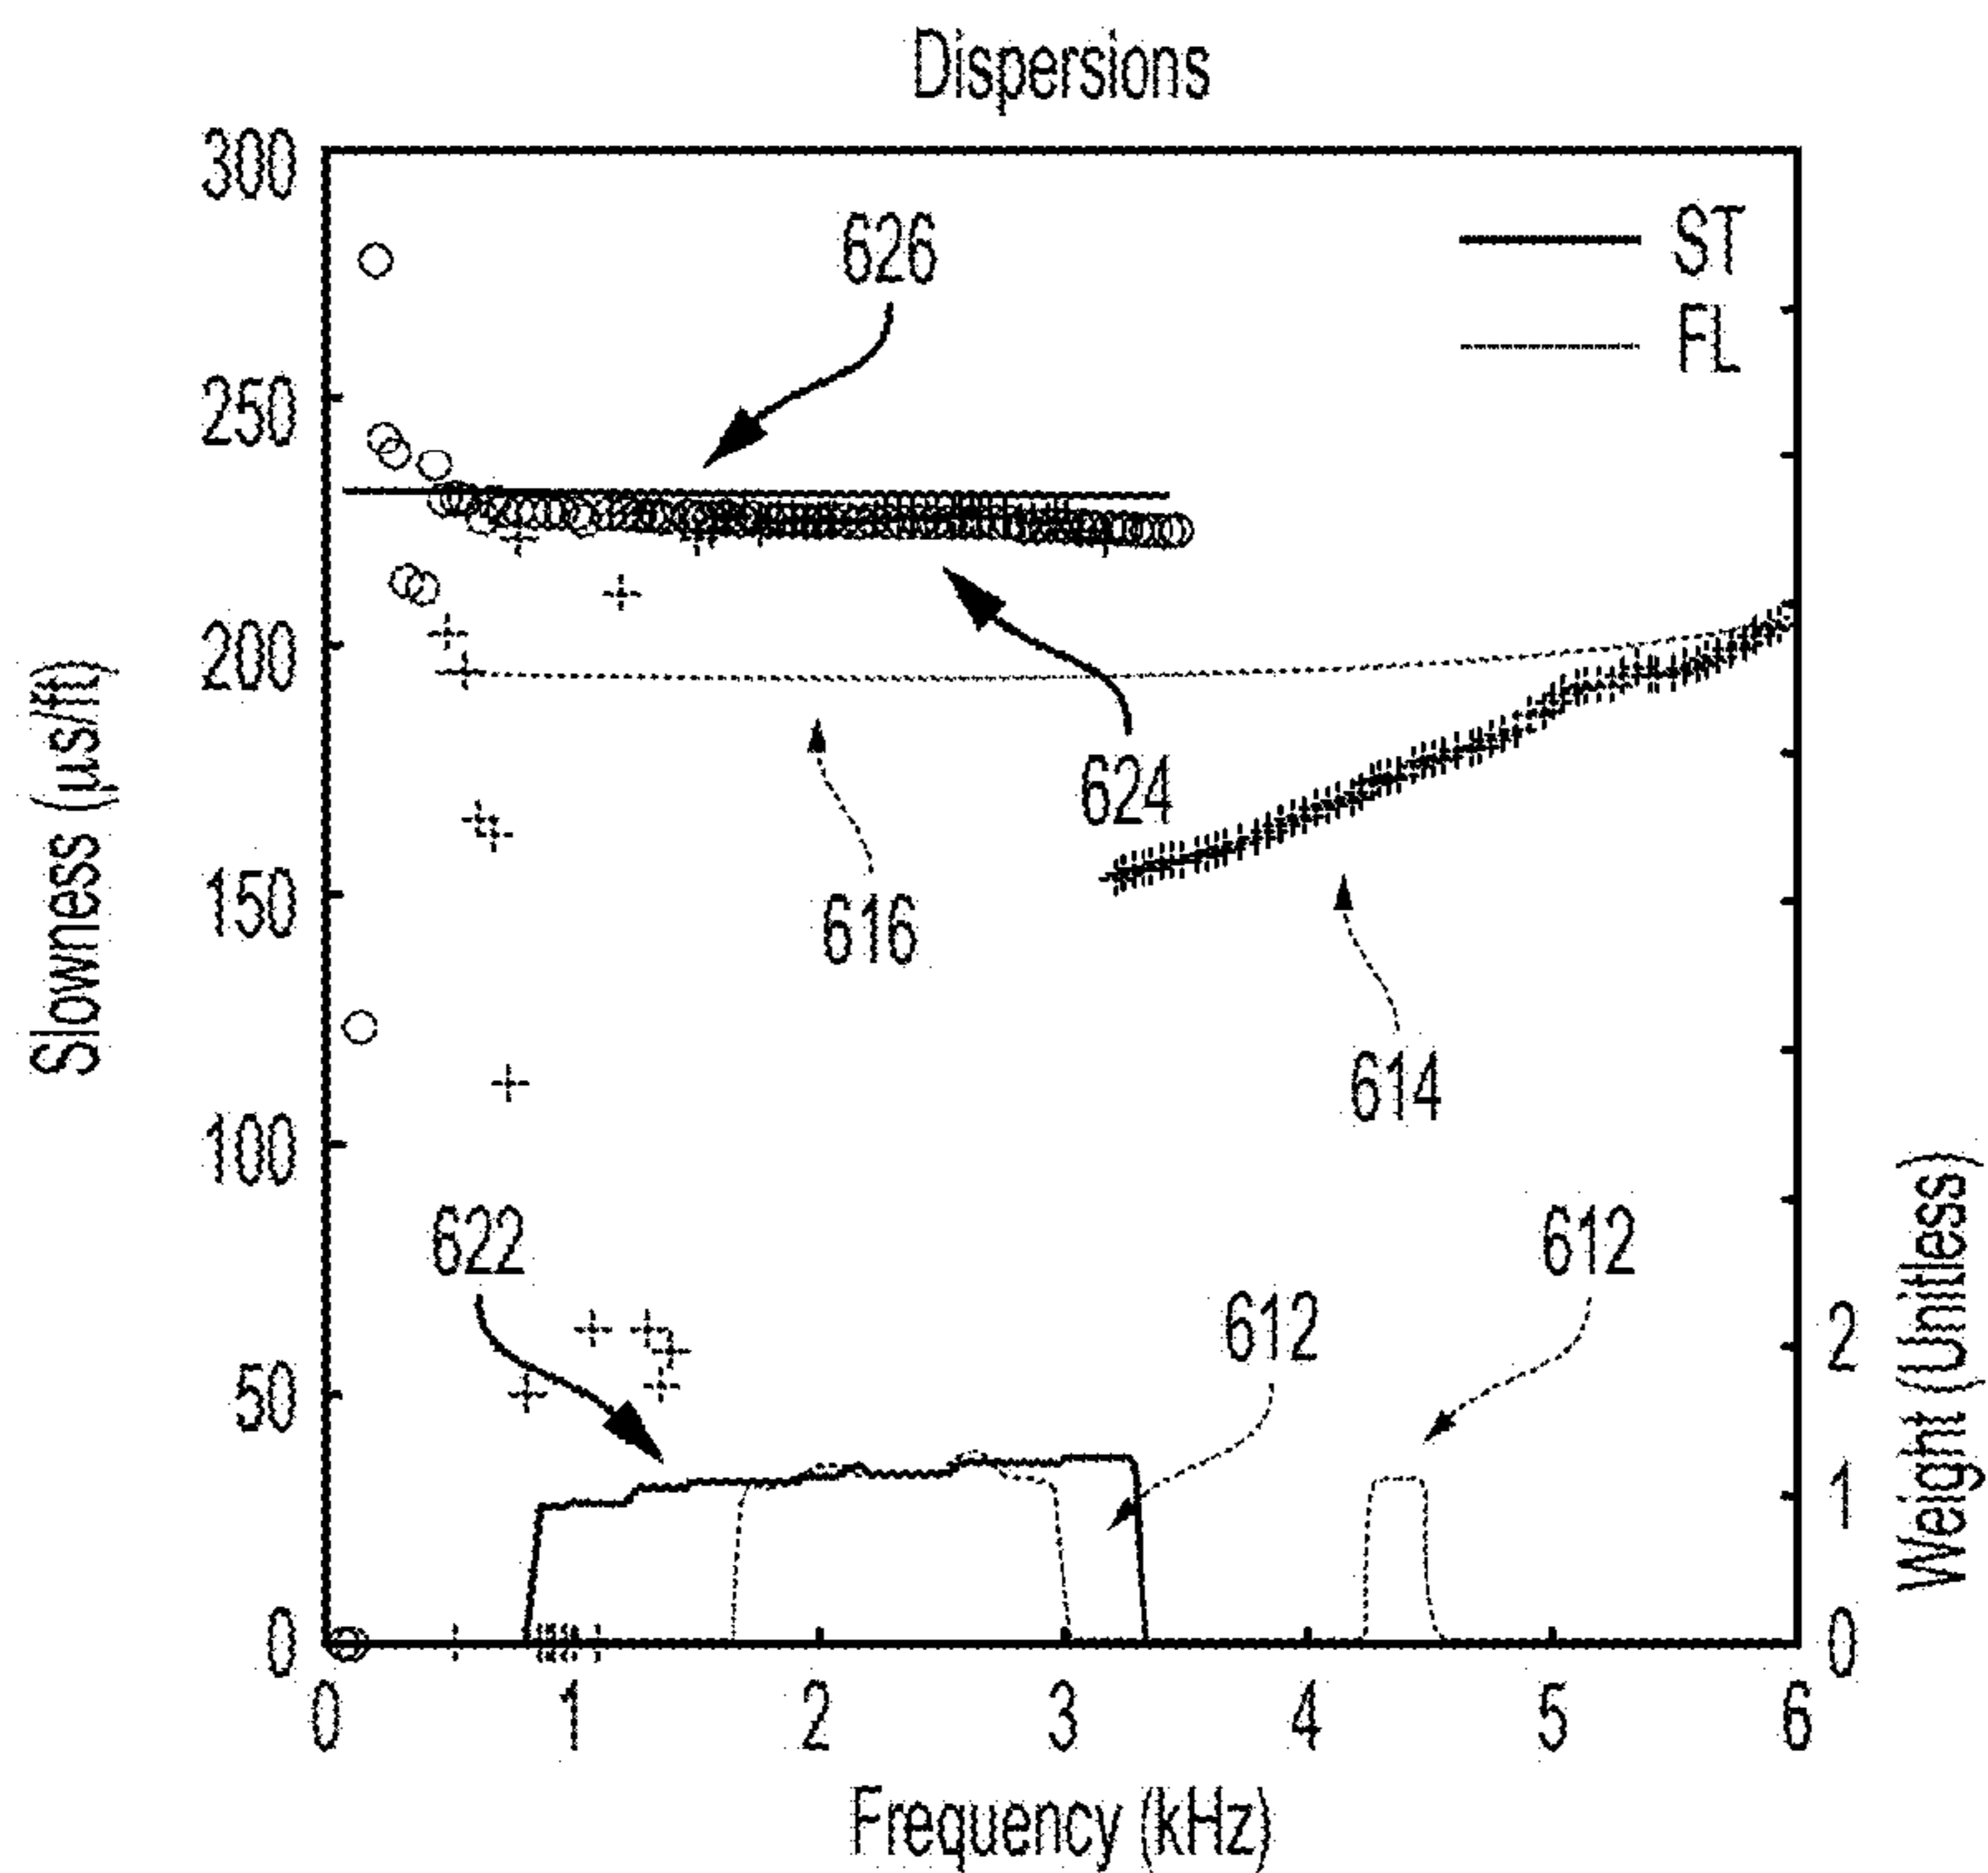 Dispersions
300
250
200
150
100
50
0
Slowness (µs/ft)
ST
FL
626
624
616
614
622
612
612
2
1
0
Weight (Unitless)
0 1 2 3 4 5 6
Frequency (kHz)